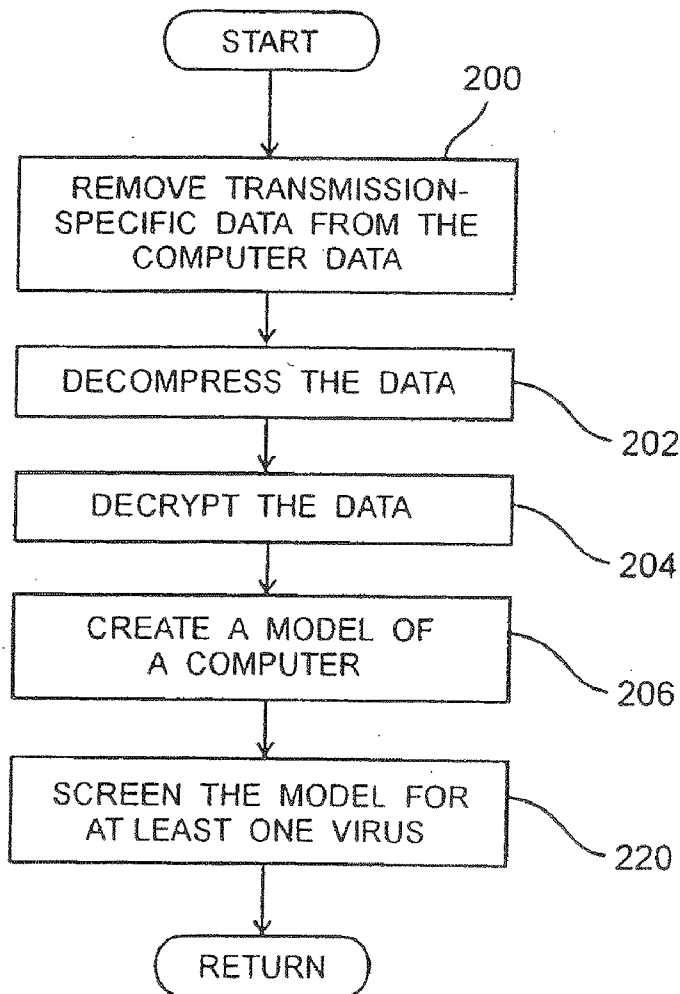 START
200
REMOVE TRANSMISSION-
SPECIFIC DATA FROM THE
COMPUTER DATA
DECOMPRESS THE DATA
202
DECRYPT THE DATA
204
CREATE A MODEL OF
A COMPUTER
206
SCREEN THE MODEL FOR
AT LEAST ONE VIRUS
220
RETURN